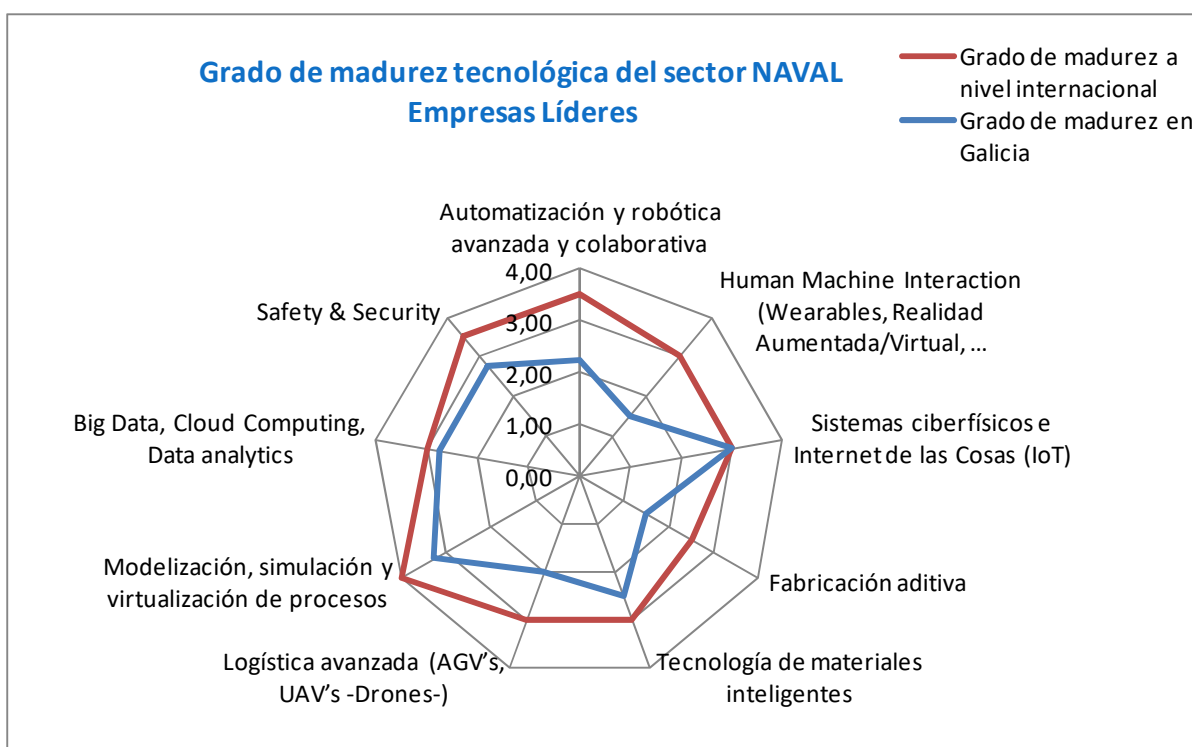 Grado de madurez tecnológica del sector NAVAL
Empresas Líderes
Grado de madurez a
nivel internacional
Grado de madurez en
Galicia
Automatización y robótica
avanzada y colaborativa
4,00
3,00
2,00
1,00
0,00
Human Machine Interaction
(Wearables, Realidad
Aumentada/Virtual, ...
Sistemas ciberfísicos e
Internet de las Cosas (IoT)
Fabricación aditiva
Tecnología de materiales
inteligentes
Logística avanzada (AGV’s,
UAV’s -Drones-)
Modelización, simulación y
virtualización de procesos
Big Data, Cloud Computing,
Data analytics
Safety & Security